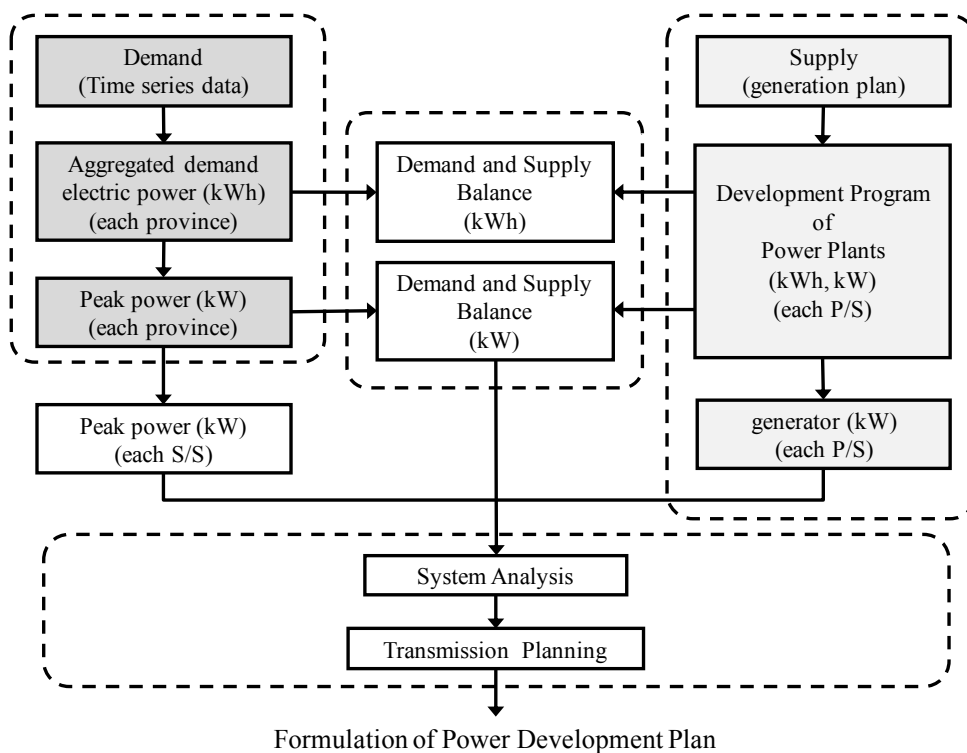 Demand
(Time series data)
Aggregated demand
electric power (kWh)
(each province)
Peak power (kW)
(each province)
Peak power (kW)
(each S/S)
Demand and Supply
Balance
(kWh)
Demand and Supply
Balance
(kW)
Supply
(generation plan)
Development Program
of
Power Plants
(kWh, kW)
(each P/S)
generator (kW)
(each P/S)
System Analysis
Transmission Planning
Formulation of Power Development Plan